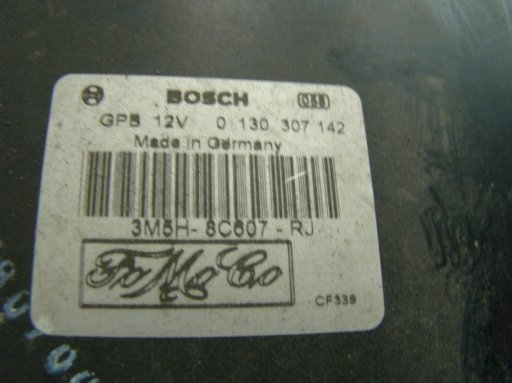 BOSCH
GPB 12V 0 130 307 142
Made in Germany
3M5H-8C607-RJ
FoMoCo
CF339